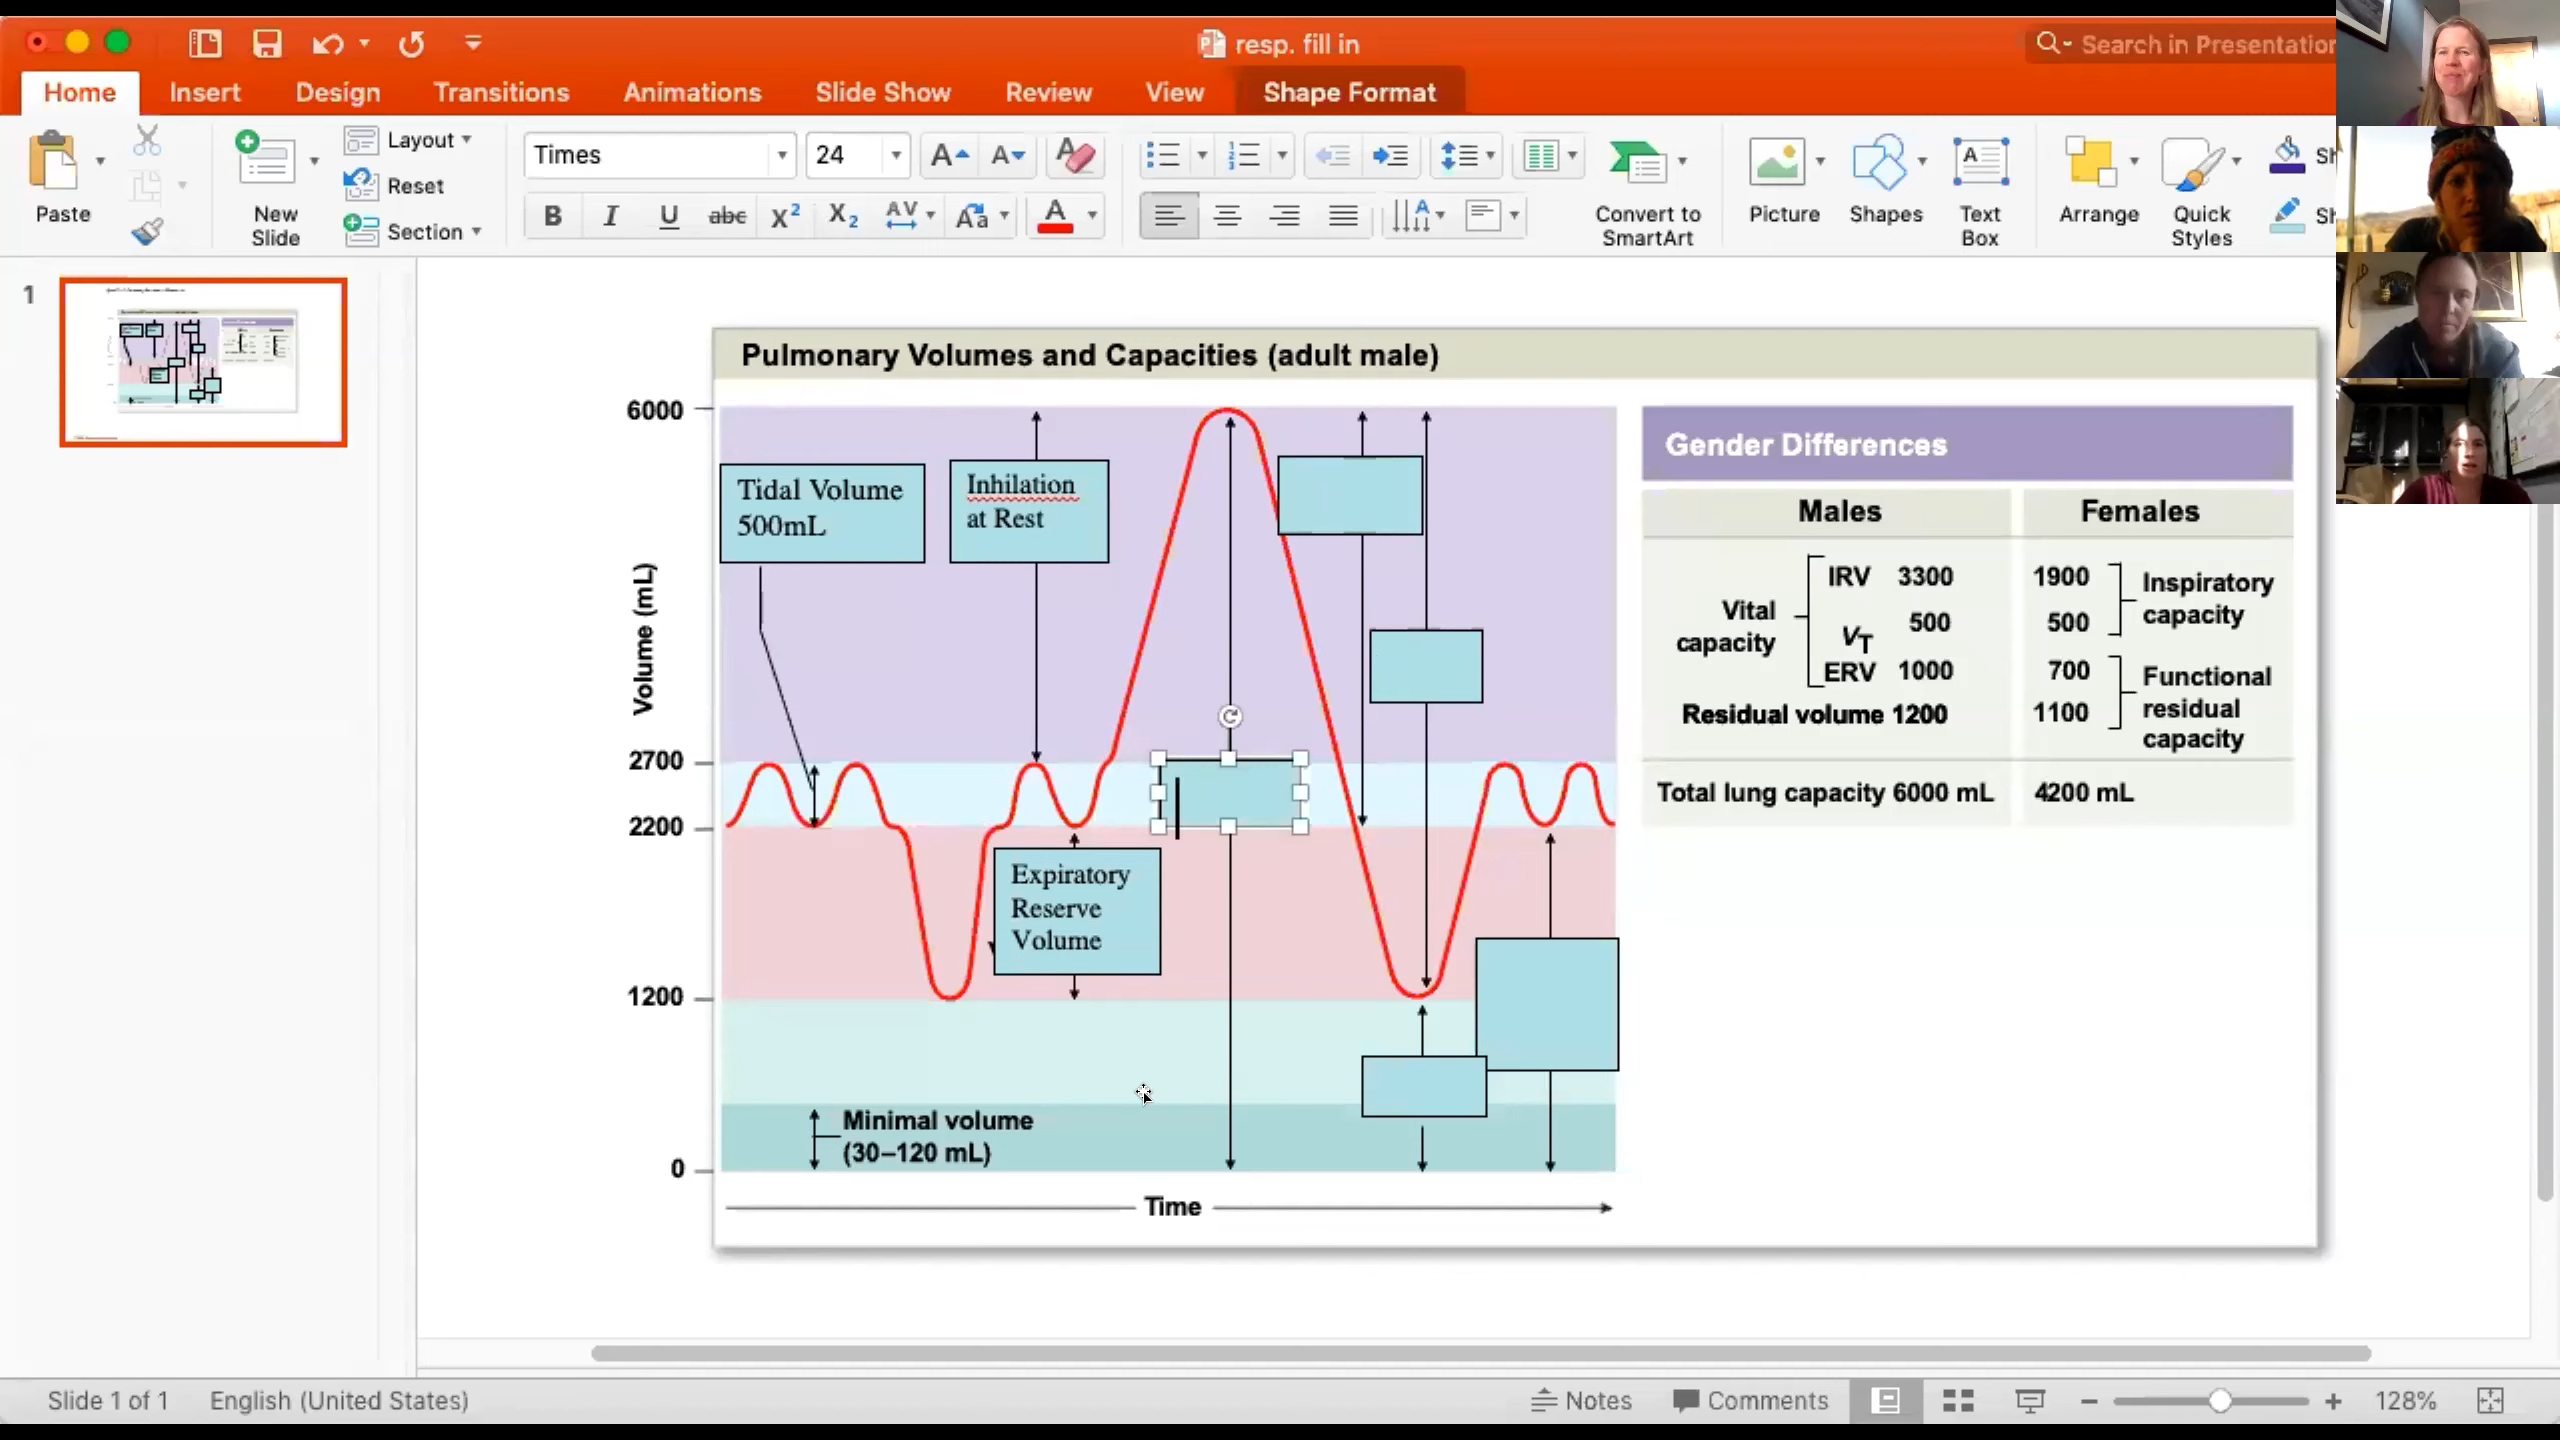 resp. fill in
Search in Presentation
Home Insert Design Transitions Animations Slide Show Review View Shape Format
Paste
New
Slide
Layout
Reset
Section
Times
24
Convert to
SmartArt
Picture
Shapes
Text
Box
Arrange
Quick
Styles
1
Pulmonary Volumes and Capacities (adult male)
Volume (mL)
6000
2700
2200
1200
0
Tidal Volume
500mL
Inhilation
at Rest
Expiratory
Reserve
Volume
Minimal volume
(30–120 mL)
Time
Gender Differences
Males Females
Vital
capacity
IRV 3300 1900
VT 500 500
ERV 1000 700
Residual volume 1200 1100
Inspiratory
capacity
Functional
residual
capacity
Total lung capacity 6000 mL 4200 mL
Slide 1 of 1
English (United States)
Notes
Comments
128%